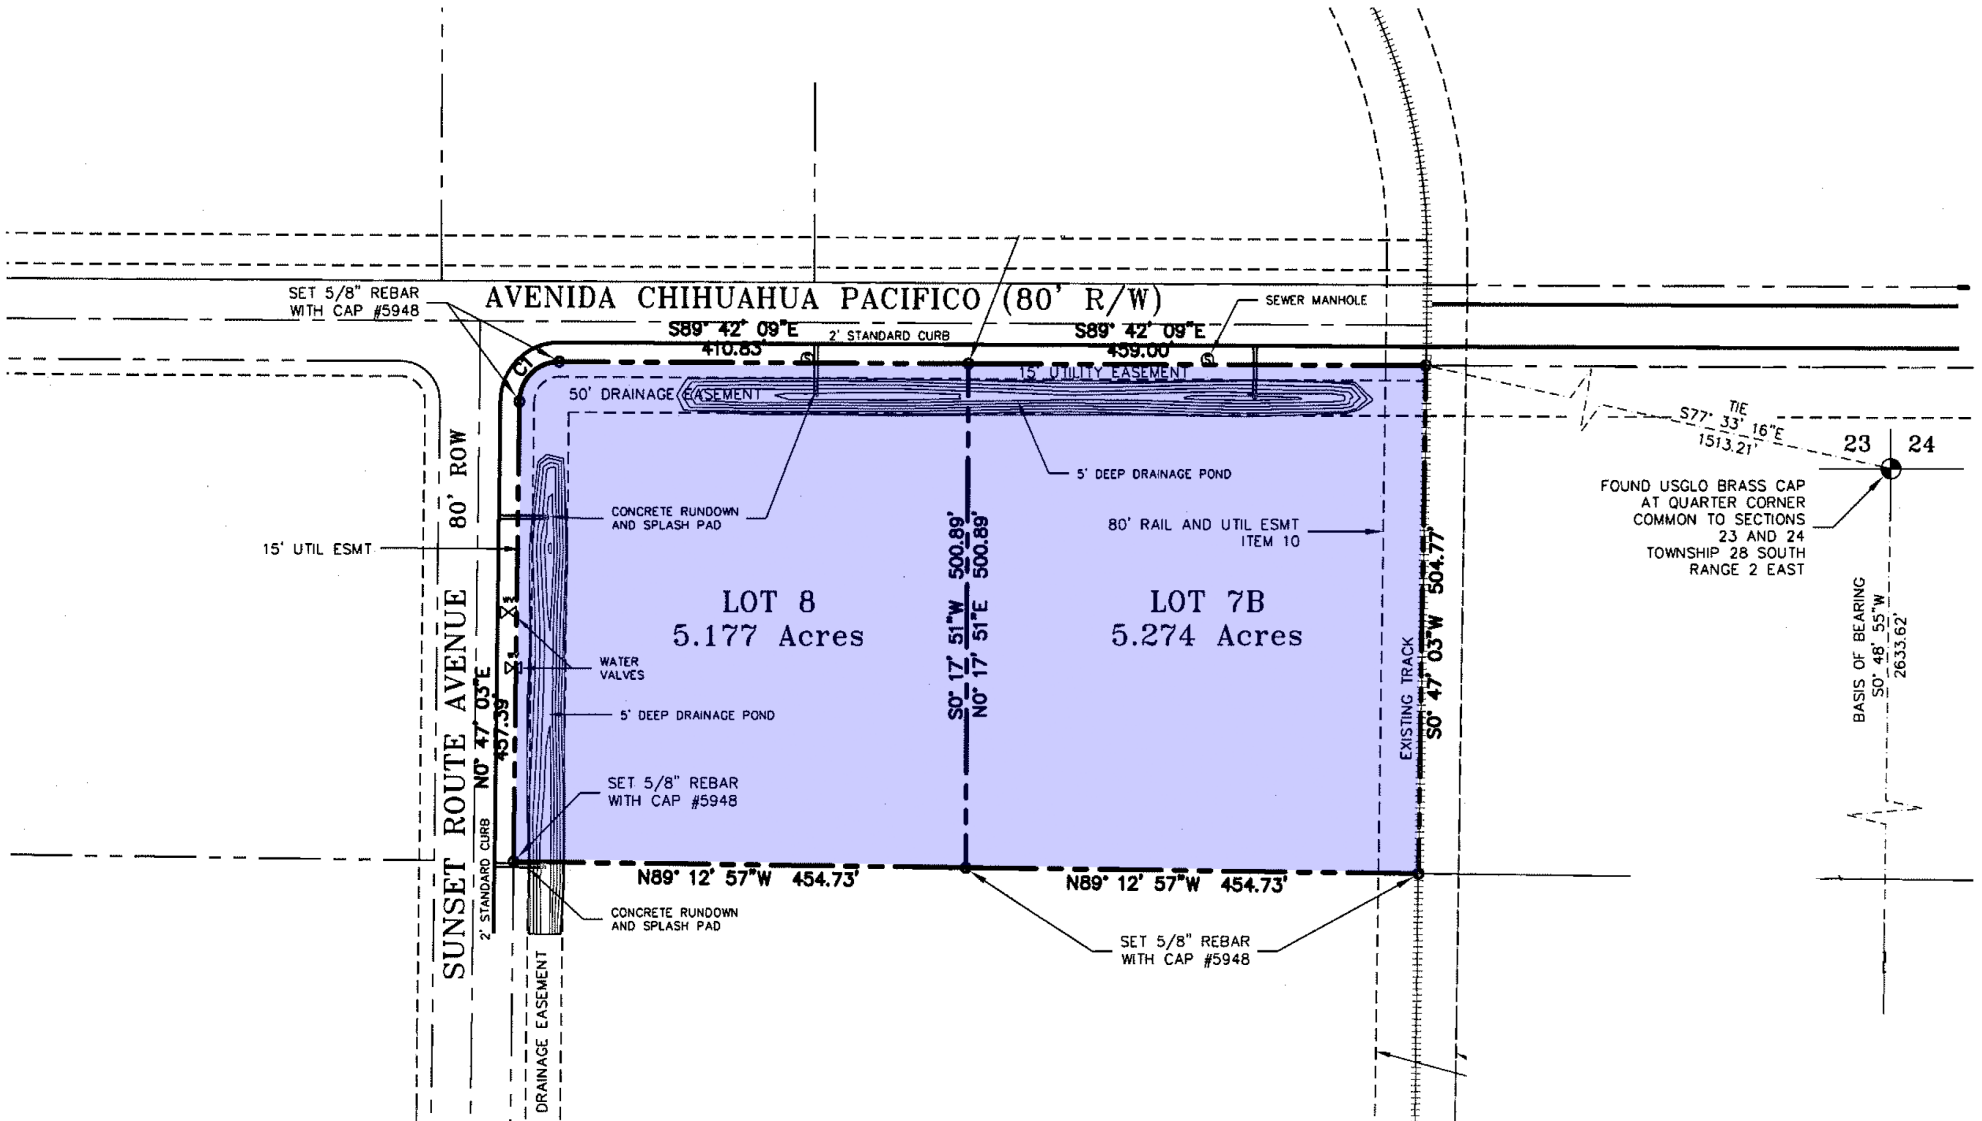 SET 5/8" REBAR
WITH CAP #5948
AVENIDA CHIHUAHUA PACIFICO (80' R/W)
SEWER MANHOLE
S89° 42' 09"E
410.83'
2' STANDARD CURB
S89° 42' 09"E
459.00'
C1
S
S
15' UTILITY EASEMENT
50' DRAINAGE EASEMENT
TIE
S77° 33' 16"E
1513.21'
23 24
FOUND USGLO BRASS CAP
AT QUARTER CORNER
COMMON TO SECTIONS
23 AND 24
TOWNSHIP 28 SOUTH
RANGE 2 EAST
5' DEEP DRAINAGE POND
CONCRETE RUNDOWN
AND SPLASH PAD
80' RAIL AND UTIL ESMT
ITEM 10
15' UTIL ESMT
SUNSET ROUTE AVENUE 80' ROW
LOT 8
5.177 Acres
S0° 17' 51"W 500.89'
N0° 17' 51"E 500.89'
LOT 7B
5.274 Acres
EXISTING TRACK
S0° 47' 03"W 504.77'
BASIS OF BEARING
S0° 48' 55"W
2633.62'
WV
WATER
VALVES
N0° 47' 03"E
457.39'
5' DEEP DRAINAGE POND
SET 5/8" REBAR
WITH CAP #5948
2' STANDARD CURB
N89° 12' 57"W 454.73'
N89° 12' 57"W 454.73'
CONCRETE RUNDOWN
AND SPLASH PAD
SET 5/8" REBAR
WITH CAP #5948
DRAINAGE EASEMENT